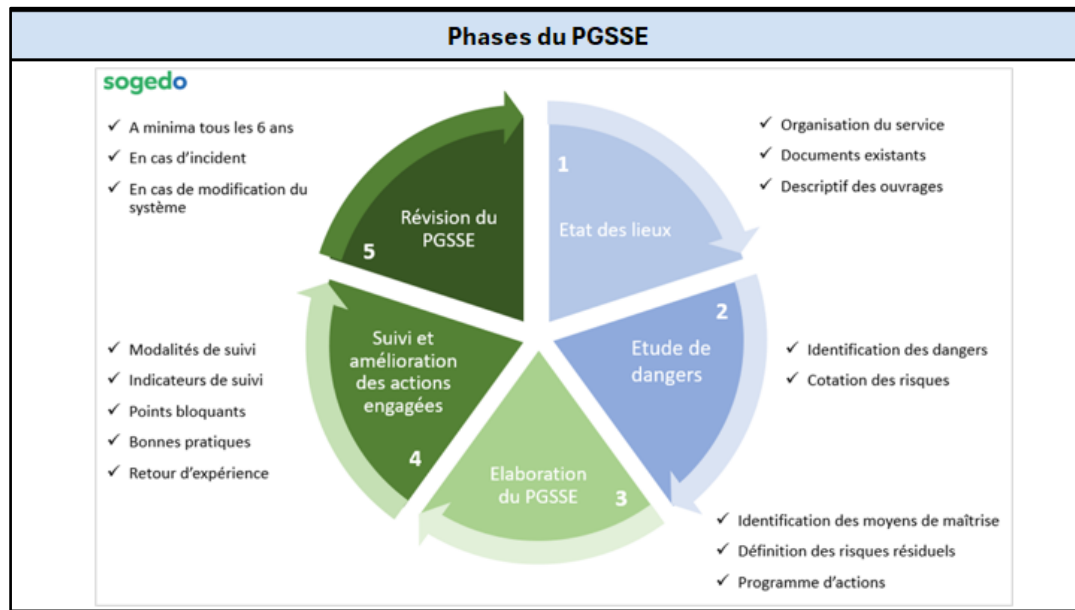 Phases du PGSSE
sogedo
✓ A minima tous les 6 ans
✓ En cas d'incident
✓ En cas de modification du
système
✓ Organisation du service
✓ Documents existants
✓ Descriptif des ouvrages
1
Etat des lieux
2
Etude de
dangers
✓ Identification des dangers
✓ Cotation des risques
3
Elaboration
du PGSSE
✓ Identification des moyens de maîtrise
✓ Définition des risques résiduels
✓ Programme d'actions
4
Suivi et
amélioration
des actions
engagées
✓ Modalités de suivi
✓ Indicateurs de suivi
✓ Points bloquants
✓ Bonnes pratiques
✓ Retour d'expérience
5
Révision du
PGSSE